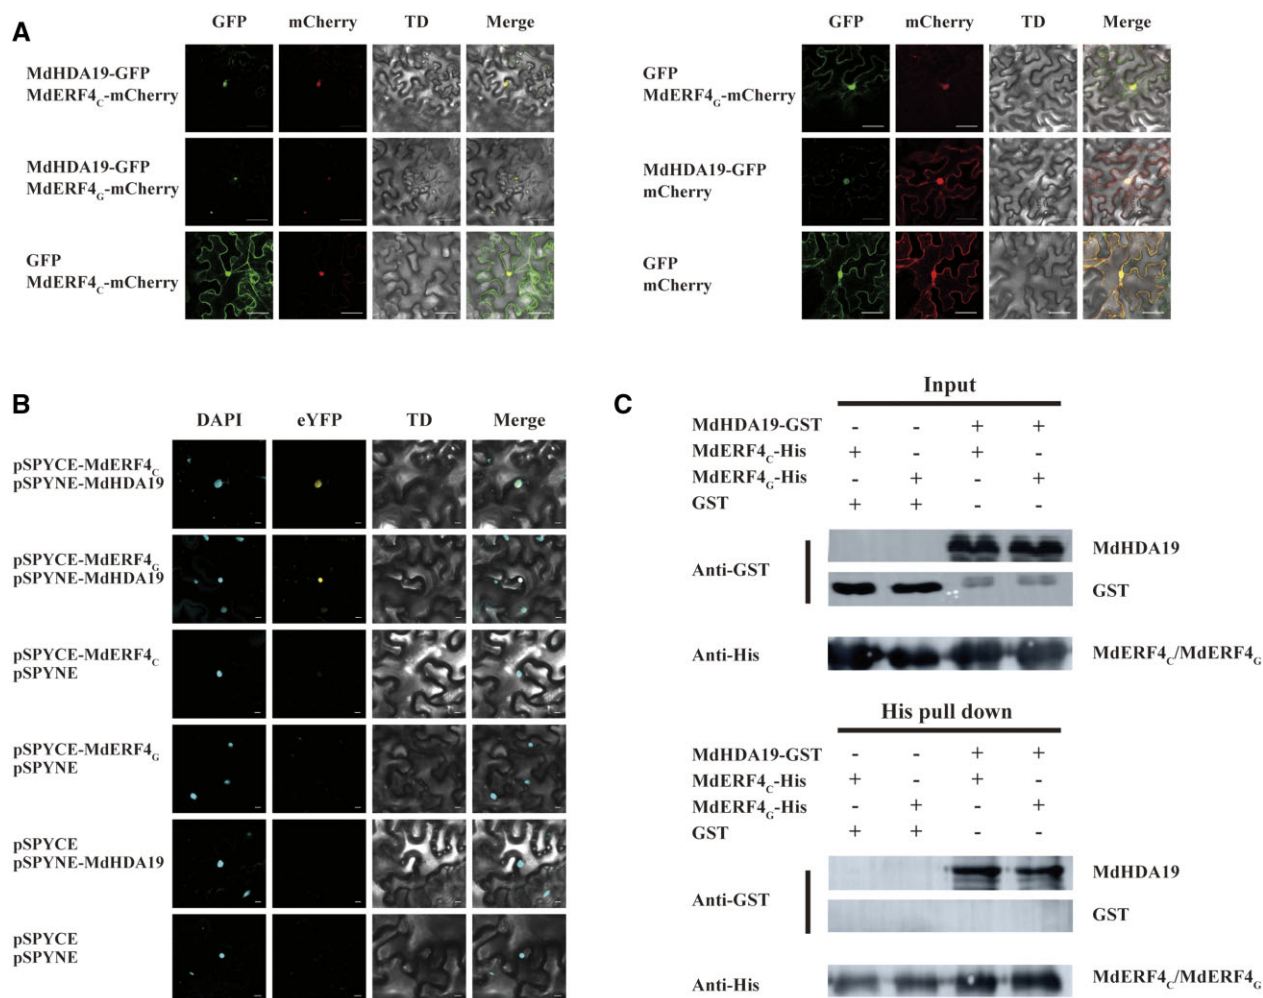 A
GFP mCherry TD Merge
MdHDA19-GFP
MdERF4C-mCherry
MdHDA19-GFP
MdERF4G-mCherry
GFP
MdERF4C-mCherry
GFP mCherry TD Merge
GFP
MdERF4G-mCherry
MdHDA19-GFP
mCherry
GFP
mCherry
B
DAPI eYFP TD Merge
pSPYCE-MdERF4C
pSPYNE-MdHDA19
pSPYCE-MdERF4G
pSPYNE-MdHDA19
pSPYCE-MdERF4C
pSPYNE
pSPYCE-MdERF4G
pSPYNE
pSPYCE
pSPYNE-MdHDA19
pSPYCE
pSPYNE
C
Input
MdHDA19-GST - - + +
MdERF4C-His + - + -
MdERF4G-His - + - +
GST + + - -
Anti-GST
MdHDA19
GST
Anti-His
MdERF4C/MdERF4G
His pull down
MdHDA19-GST - - + +
MdERF4C-His + - + -
MdERF4G-His - + - +
GST + + - -
Anti-GST
MdHDA19
GST
Anti-His
MdERF4C/MdERF4G